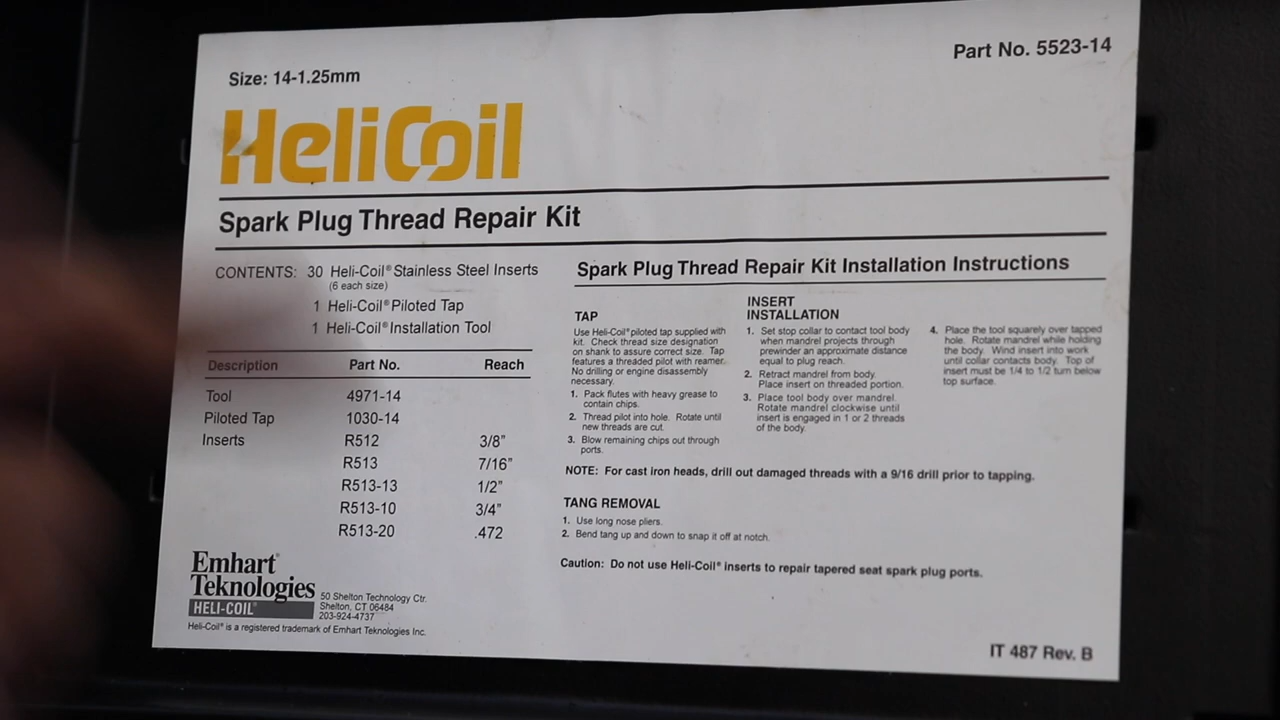 Size: 14-1.25mm
Part No. 5523-14
HeliCoil
Spark Plug Thread Repair Kit
CONTENTS: 30 Heli-Coil® Stainless Steel Inserts
(6 each size)
1 Heli-Coil® Piloted Tap
1 Heli-Coil® Installation Tool
Description Part No. Reach
Tool 4971-14
Piloted Tap 1030-14
Inserts R512 3/8"
R513 7/16"
R513-13 1/2"
R513-10 3/4"
R513-20 .472
Emhart®
Teknologies
HELI-COIL®
50 Shelton Technology Ctr.
Shelton, CT 06484
203-924-4737
Heli-Coil® is a registered trademark of Emhart Teknologies Inc.
Spark Plug Thread Repair Kit Installation Instructions
TAP
Use Heli-Coil® piloted tap supplied with
kit. Check thread size designation
on shank to assure correct size. Tap
features a threaded pilot with reamer.
No drilling or engine disassembly
necessary.
1. Pack flutes with heavy grease to
contain chips.
2. Thread pilot into hole. Rotate until
new threads are cut.
3. Blow remaining chips out through
ports.
INSERT
INSTALLATION
1. Set stop collar to contact tool body
when mandrel projects through
prewinder an approximate distance
equal to plug reach.
2. Retract mandrel from body.
Place insert on threaded portion.
3. Place tool body over mandrel.
Rotate mandrel clockwise until
insert is engaged in 1 or 2 threads
of the body.
4. Place the tool squarely over tapped
hole. Rotate mandrel while holding
the body. Wind insert into work
until collar contacts body. Top of
insert must be 1/4 to 1/2 turn below
top surface.
NOTE: For cast iron heads, drill out damaged threads with a 9/16 drill prior to tapping.
TANG REMOVAL
1. Use long nose pliers.
2. Bend tang up and down to snap it off at notch.
Caution: Do not use Heli-Coil® inserts to repair tapered seat spark plug ports.
IT 487 Rev. B